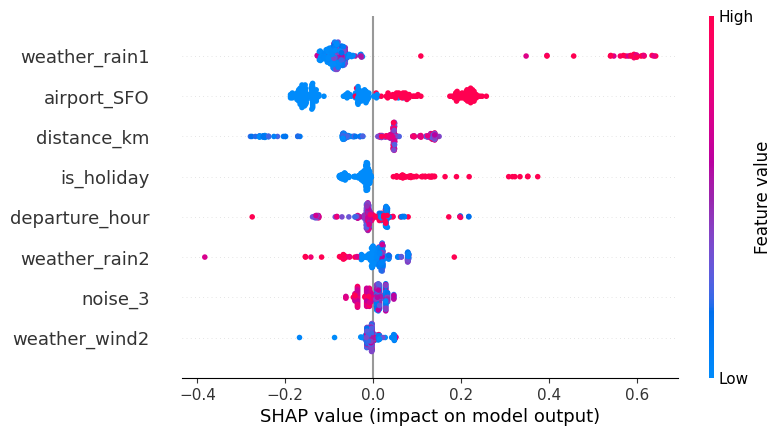 High
weather_rain1
airport_SFO
distance_km
is_holiday
departure_hour
weather_rain2
noise_3
weather_wind2
Feature value
Low
−0.4 −0.2 0.0 0.2 0.4 0.6
SHAP value (impact on model output)